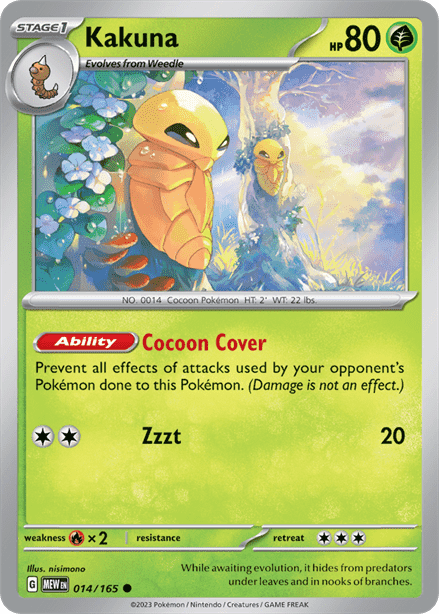 STAGE 1
Kakuna
HP 80
Evolves from Weedle
NO. 0014 Cocoon Pokémon HT: 2' WT: 22 lbs.
Ability Cocoon Cover
Prevent all effects of attacks used by your opponent's
Pokémon done to this Pokémon. (Damage is not an effect.)
Zzzt 20
weakness ×2 resistance retreat
Illus. nisimono
G MEW EN 014/165
While awaiting evolution, it hides from predators
under leaves and in nooks of branches.
©2023 Pokémon / Nintendo / Creatures / GAME FREAK